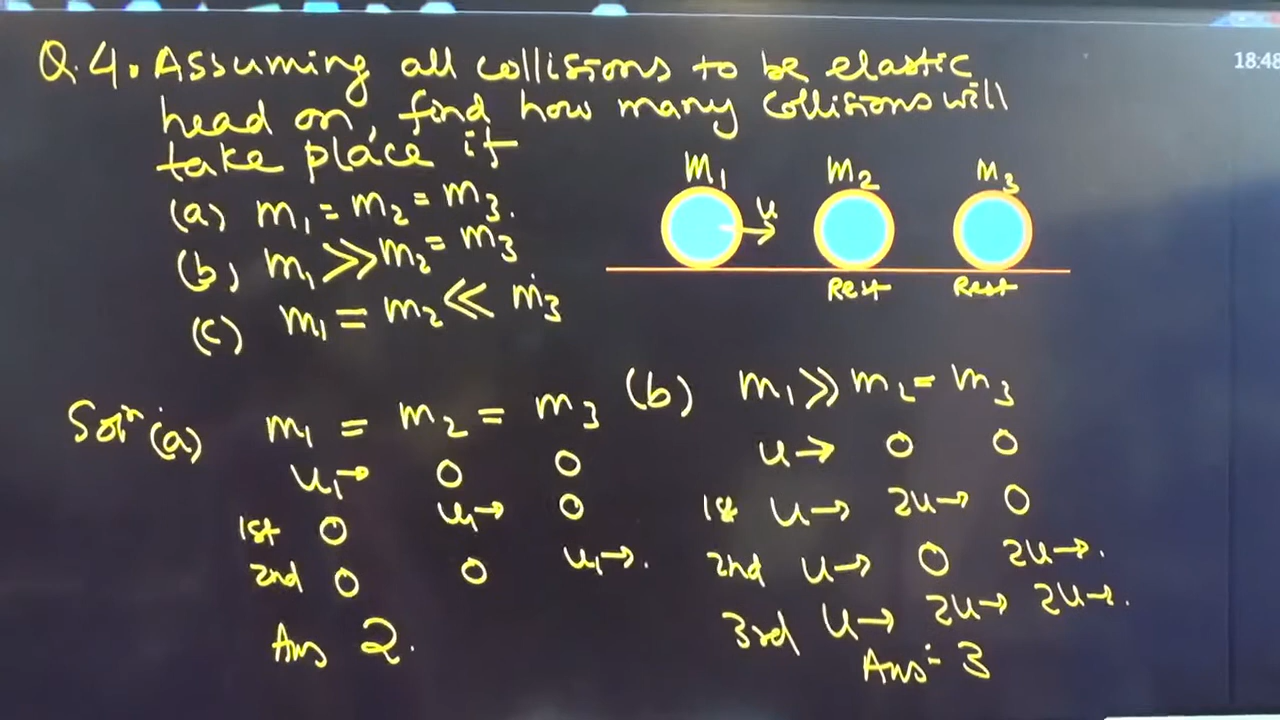 18:48
Q.4. Assuming all collisions to be elastic
head on, find how many collisions will
take place if
(a) m₁ = m₂ = m₃.
(b) m₁ >> m₂ = m₃
(c) m₁ = m₂ << m₃
m₁ m₂ m₃
u
Rest Rest
Solⁿ (a) m₁ = m₂ = m₃
u₁→ 0 0
1st 0 u₁→ 0
2nd 0 0 u₁→.
Ans 2.
(b) m₁ >> m₂ = m₃
u→ 0 0
1st u→ 2u→ 0
2nd u→ 0 2u→.
3rd u→ 2u→ 2u→.
Ans- 3